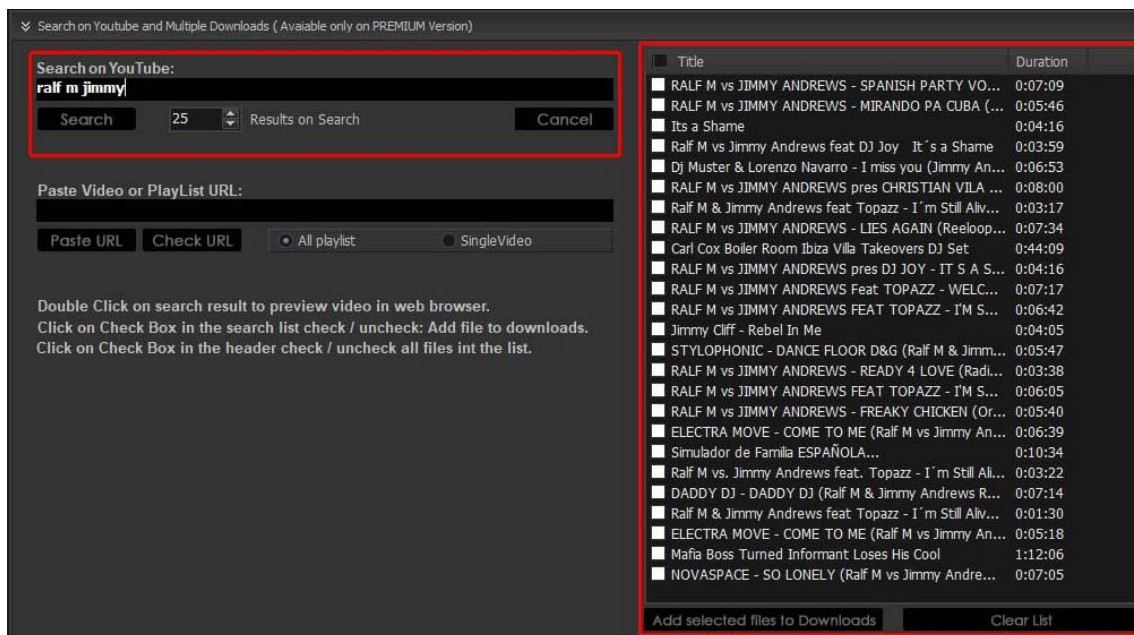 Search on Youtube and Multiple Downloads ( Avaiable only on PREMIUM Version)
Search on YouTube:
ralf m jimmy
Search 25 Results on Search Cancel
Paste Video or PlayList URL:
Paste URL Check URL All playlist SingleVideo
Double Click on search result to preview video in web browser.
Click on Check Box in the search list check / uncheck: Add file to downloads.
Click on Check Box in the header check / uncheck all files int the list.
Title Duration
RALF M vs JIMMY ANDREWS - SPANISH PARTY VO... 0:07:09
RALF M vs JIMMY ANDREWS - MIRANDO PA CUBA (... 0:05:46
Its a Shame 0:04:16
Ralf M vs Jimmy Andrews feat DJ Joy It´s a Shame 0:03:59
Dj Muster & Lorenzo Navarro - I miss you (Jimmy An... 0:06:53
RALF M vs JIMMY ANDREWS pres CHRISTIAN VILA ... 0:08:00
Ralf M & Jimmy Andrews feat Topazz - I´m Still Aliv... 0:03:17
RALF M vs JIMMY ANDREWS - LIES AGAIN (Reeloop... 0:07:34
Carl Cox Boiler Room Ibiza Villa Takeovers DJ Set 0:44:09
RALF M vs JIMMY ANDREWS pres DJ JOY - IT S A S... 0:04:16
RALF M vs JIMMY ANDREWS Feat TOPAZZ - WELC... 0:07:17
RALF M vs JIMMY ANDREWS FEAT TOPAZZ - I'M S... 0:06:42
Jimmy Cliff - Rebel In Me 0:04:05
STYLOPHONIC - DANCE FLOOR D&G (Ralf M & Jimm... 0:05:47
RALF M vs JIMMY ANDREWS - READY 4 LOVE (Radi... 0:03:38
RALF M vs JIMMY ANDREWS FEAT TOPAZZ - I'M S... 0:06:05
RALF M vs JIMMY ANDREWS - FREAKY CHICKEN (Or... 0:05:40
ELECTRA MOVE - COME TO ME (Ralf M vs Jimmy An... 0:06:39
Simulador de Familia ESPAÑOLA... 0:10:34
Ralf M vs. Jimmy Andrews feat. Topazz - I´m Still Ali... 0:03:22
DADDY DJ - DADDY DJ (Ralf M & Jimmy Andrews R... 0:07:14
Ralf M & Jimmy Andrews feat Topazz - I´m Still Aliv... 0:01:30
ELECTRA MOVE - COME TO ME (Ralf M vs Jimmy An... 0:05:18
Mafia Boss Turned Informant Loses His Cool 1:12:06
NOVASPACE - SO LONELY (Ralf M vs Jimmy Andre... 0:07:05
Add selected files to Downloads Clear List